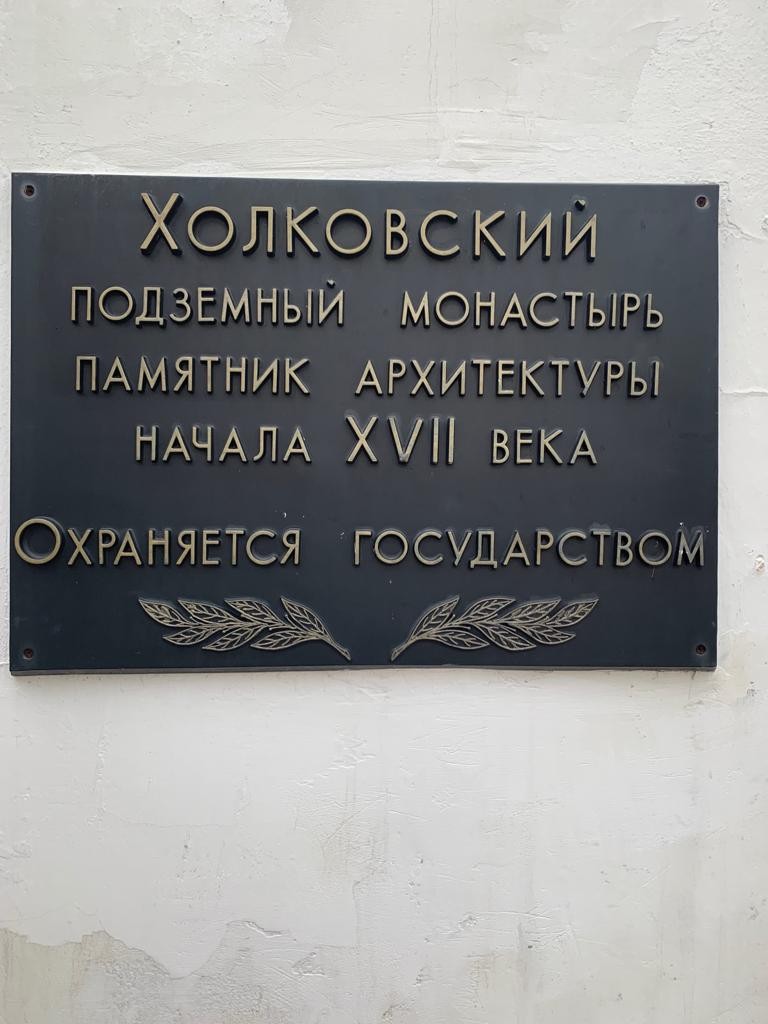 Холковский
подземный монастырь
памятник архитектуры
начала XVII века
Охраняется государством